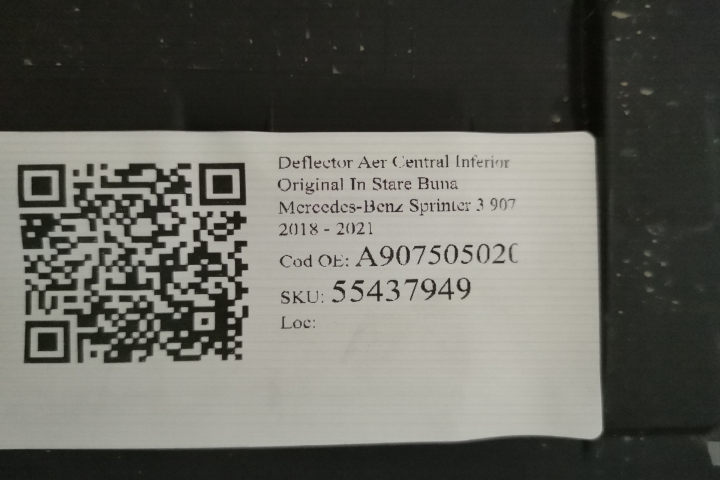 Deflector Aer Central Inferior
Original In Stare Buna
Mercedes-Benz Sprinter 3 907
2018 - 2021
Cod OE: A907505020
SKU: 55437949
Loc: